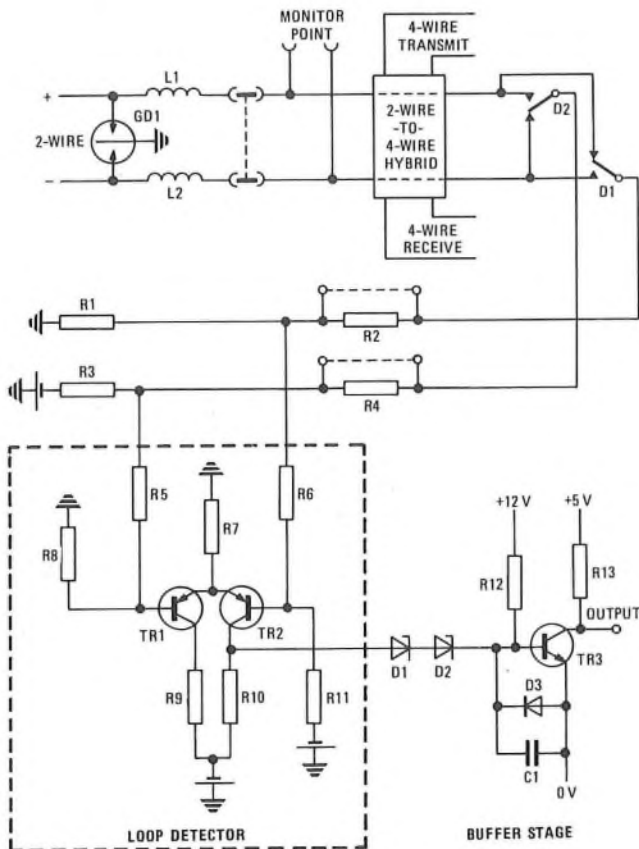 MONITOR
POINT
4-WIRE
TRANSMIT
L1
+
GD1
2-WIRE
2-WIRE
-TO-
4-WIRE
HYBRID
D2
−
L2
D1
4-WIRE
RECEIVE
R1
R2
R3
R4
R5
R6
R7
R8
+12 V
+5 V
R12
R13
OUTPUT
TR1
TR2
TR3
D1
D2
R9
R10
R11
D3
C1
0 V
LOOP DETECTOR
BUFFER STAGE